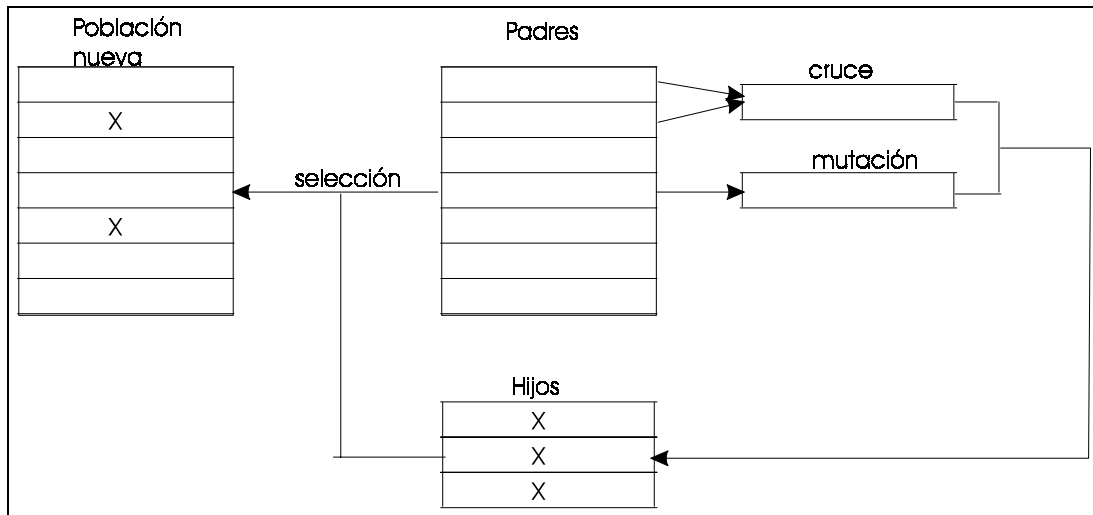 Población
nueva
Padres
cruce
X
mutación
selección
X
Hijos
X
X
X